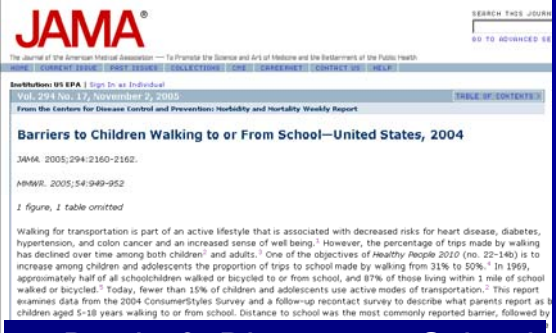 JAMA®
SEARCH THIS JOURN
GO TO ADVANCED SE
The Journal of the American Medical Association — To Promote the Science and Art of Medicine and the Betterment of the Public Health
HOME CURRENT ISSUE PAST ISSUES COLLECTIONS CME CAREERNET CONTACT US HELP
Institution: US EPA | Sign In as Individual
Vol. 294 No. 17, November 2, 2005
TABLE OF CONTENTS
From the Centers for Disease Control and Prevention: Morbidity and Mortality Weekly Report
Barriers to Children Walking to or From School—United States, 2004
JAMA. 2005;294:2160-2162.
MMWR. 2005;54:949-952
1 figure, 1 table omitted
Walking for transportation is part of an active lifestyle that is associated with decreased risks for heart disease, diabetes,
hypertension, and colon cancer and an increased sense of well being.1 However, the percentage of trips made by walking
has declined over time among both children2 and adults.3 One of the objectives of Healthy People 2010 (no. 22-14b) is to
increase among children and adolescents the proportion of trips to school made by walking from 31% to 50%.4 In 1969,
approximately half of all schoolchildren walked or bicycled to or from school, and 87% of those living within 1 mile of school
walked or bicycled.5 Today, fewer than 15% of children and adolescents use active modes of transportation.2 This report
examines data from the 2004 ConsumerStyles Survey and a follow-up recontact survey to describe what parents report as b
children aged 5-18 years walking to or from school. Distance to school was the most commonly reported barrier, followed by